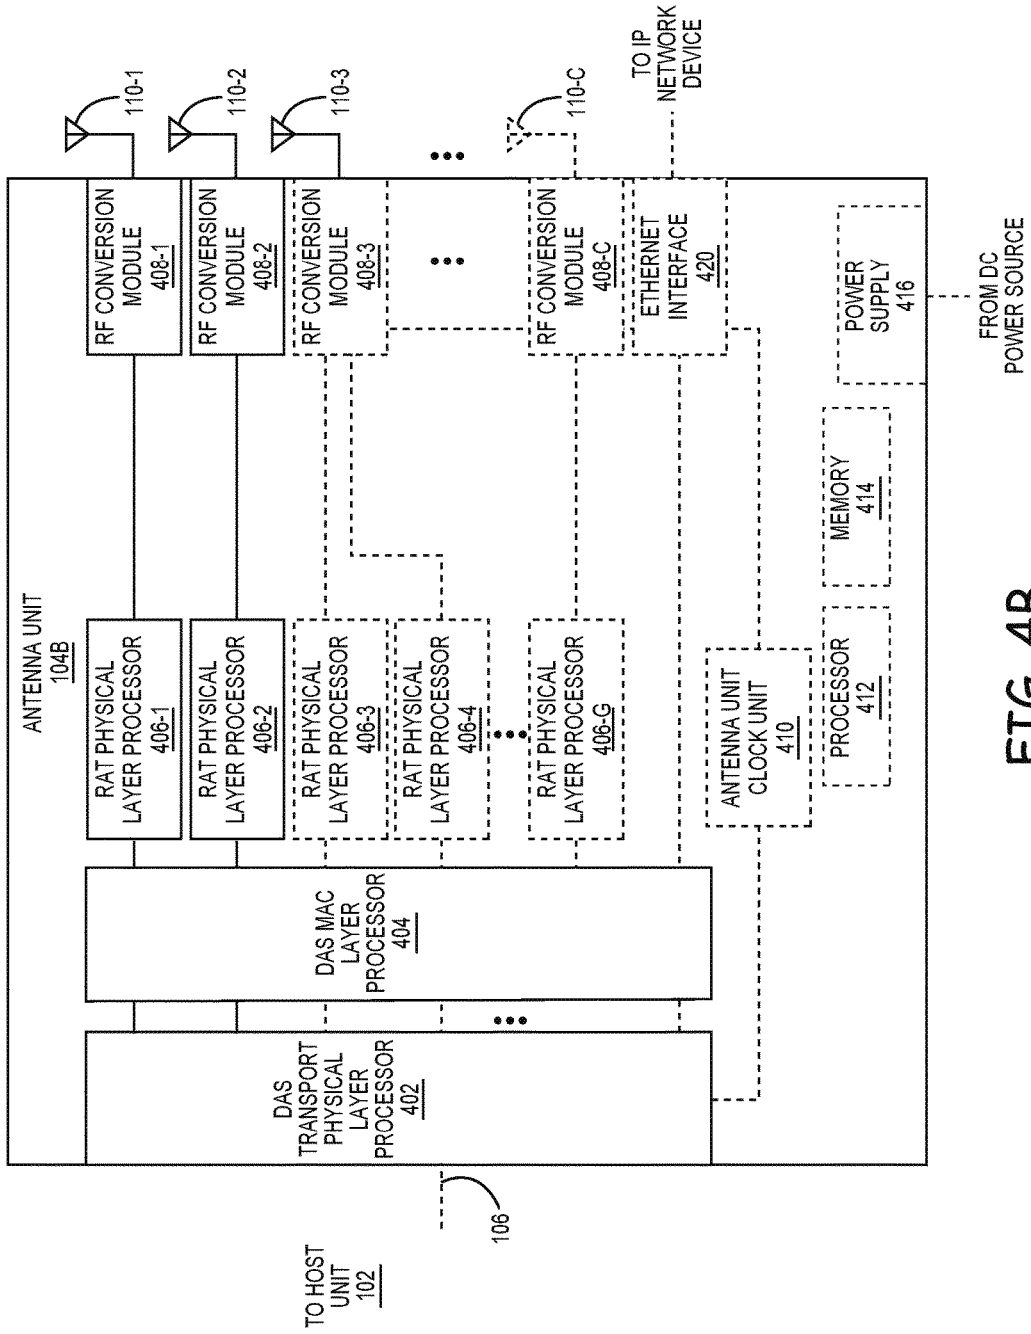 ANTENNA UNIT
104B
TO HOST
UNIT
102
106
DAS
TRANSPORT
PHYSICAL
LAYER
PROCESSOR
402
DAS MAC
LAYER
PROCESSOR
404
RAT PHYSICAL
LAYER PROCESSOR
406-1
RF CONVERSION
MODULE
408-1
110-1
RAT PHYSICAL
LAYER PROCESSOR
406-2
RF CONVERSION
MODULE
408-2
110-2
RAT PHYSICAL
LAYER PROCESSOR
406-3
RF CONVERSION
MODULE
408-3
110-3
RAT PHYSICAL
LAYER PROCESSOR
406-4
RAT PHYSICAL
LAYER PROCESSOR
406-G
RF CONVERSION
MODULE
408-C
110-C
ETHERNET
INTERFACE
420
TO IP
NETWORK
DEVICE
ANTENNA UNIT
CLOCK UNIT
410
PROCESSOR
412
MEMORY
414
POWER
SUPPLY
416
FROM DC
POWER SOURCE
FIG. 4B